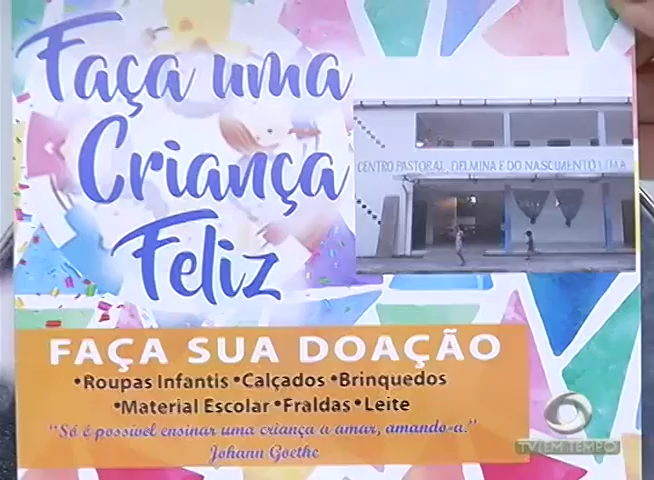 Faça uma
Criança
Feliz
CENTRO PASTORAL DELMINA E DO NASCIMENTO LIMA
FAÇA SUA DOAÇÃO
•Roupas Infantis •Calçados •Brinquedos
•Material Escolar •Fraldas •Leite
"Só é possível ensinar uma criança a amar, amando-a."
Johann Goethe
TV EM TEMPO